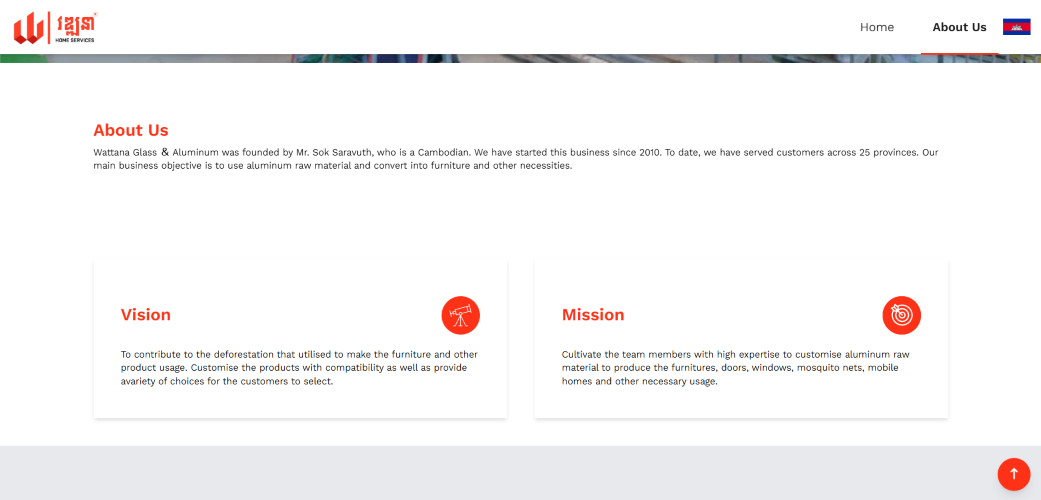 វឌ្ឍនា
HOME SERVICES
Home
About Us
About Us
Wattana Glass & Aluminum was founded by Mr. Sok Saravuth, who is a Cambodian. We have started this business since 2010. To date, we have served customers across 25 provinces. Our
main business objective is to use aluminum raw material and convert into furniture and other necessities.
Vision
To contribute to the deforestation that utilised to make the furniture and other
product usage. Customise the products with compatibility as well as provide
avariety of choices for the customers to select.
Mission
Cultivate the team members with high expertise to customise aluminum raw
material to produce the furnitures, doors, windows, mosquito nets, mobile
homes and other necessary usage.